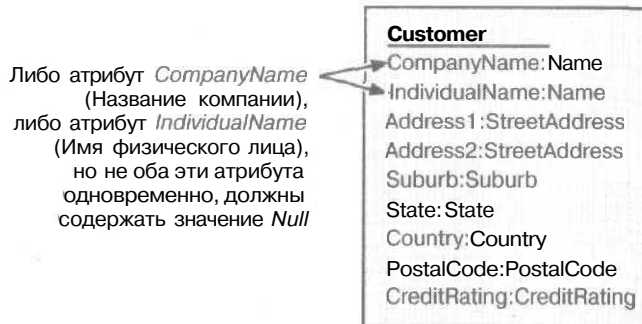 Либо атрибут CompanyName
(Название компании),
либо атрибут IndividualName
(Имя физического лица),
но не оба эти атрибута
одновременно, должны
содержать значение Null
Customer
CompanyName:Name
IndividualName:Name
Address1:StreetAddress
Address2:StreetAddress
Suburb:Suburb
State:State
Country:Country
PostalCode:PostalCode
CreditRating:CreditRating